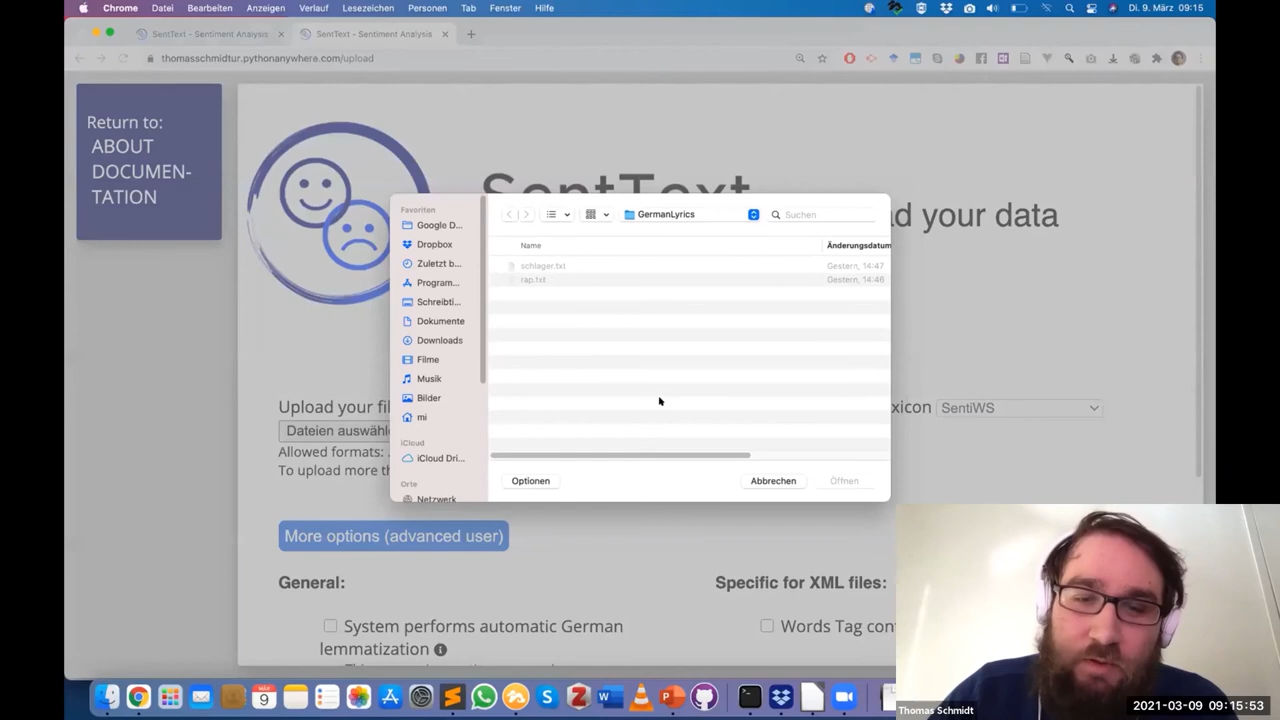 Chrome Datei Bearbeiten Anzeigen Verlauf Lesezeichen Personen Tab Fenster Hilfe Di. 9. März 09:15
SentText - Sentiment Analysis SentText - Sentiment Analysis
thomasschmidtur.pythonanywhere.com/upload
Return to:
ABOUT
DOCUMEN-
TATION
SentText
d your data
Favoriten
Google D...
Dropbox
Zuletzt b...
Program...
Schreibti...
Dokumente
Downloads
Filme
Musik
Bilder
mi
iCloud
iCloud Dri...
Orte
Netzwerk
GermanLyrics
Suchen
Name Änderungsdatum
schlager.txt Gestern, 14:47
rap.txt Gestern, 14:46
Optionen Abbrechen Öffnen
Upload your fil
xicon SentiWS
Dateien auswähl
Allowed formats: .
To upload more th
More options (advanced user)
General:
Specific for XML files:
System performs automatic German
lemmatization
Words Tag con
MÄR
9
Thomas Schmidt
2021-03-09 09:15:53